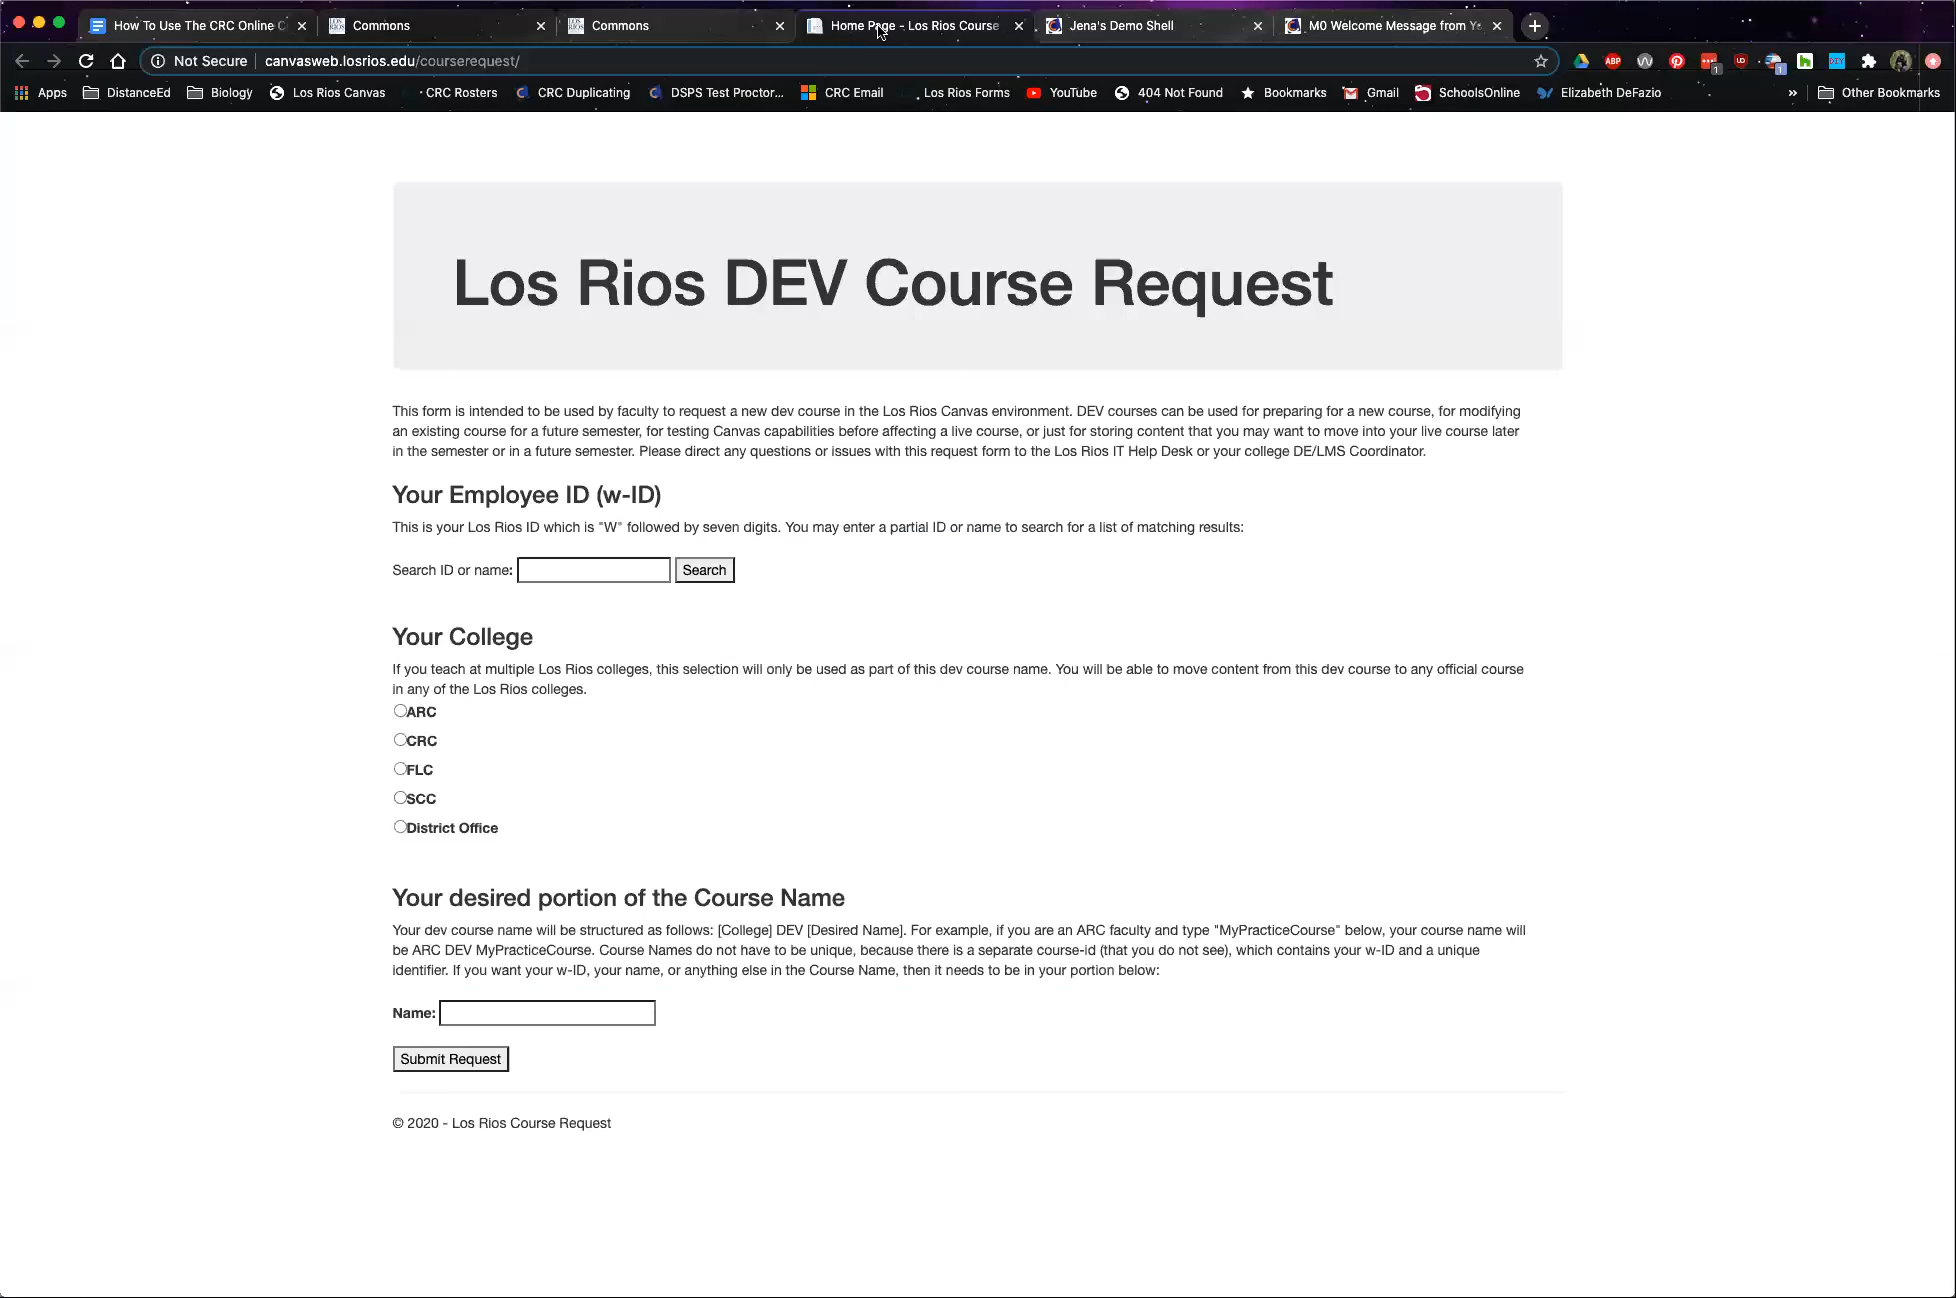 How To Use The CRC Online C
Commons
Commons
Home Page - Los Rios Course
Jena's Demo Shell
M0 Welcome Message from Yo
Not Secure
canvasweb.losrios.edu/courserequest/
ABP
1
1
Apps
DistanceEd
Biology
Los Rios Canvas
CRC Rosters
CRC Duplicating
DSPS Test Proctor...
CRC Email
Los Rios Forms
YouTube
404 Not Found
Bookmarks
Gmail
SchoolsOnline
Elizabeth DeFazio
»
Other Bookmarks
Los Rios DEV Course Request
This form is intended to be used by faculty to request a new dev course in the Los Rios Canvas environment. DEV courses can be used for preparing for a new course, for modifying
an existing course for a future semester, for testing Canvas capabilities before affecting a live course, or just for storing content that you may want to move into your live course later
in the semester or in a future semester. Please direct any questions or issues with this request form to the Los Rios IT Help Desk or your college DE/LMS Coordinator.
Your Employee ID (w-ID)
This is your Los Rios ID which is "W" followed by seven digits. You may enter a partial ID or name to search for a list of matching results:
Search ID or name: Search
Your College
If you teach at multiple Los Rios colleges, this selection will only be used as part of this dev course name. You will be able to move content from this dev course to any official course
in any of the Los Rios colleges.
ARC
CRC
FLC
SCC
District Office
Your desired portion of the Course Name
Your dev course name will be structured as follows: [College] DEV [Desired Name]. For example, if you are an ARC faculty and type "MyPracticeCourse" below, your course name will
be ARC DEV MyPracticeCourse. Course Names do not have to be unique, because there is a separate course-id (that you do not see), which contains your w-ID and a unique
identifier. If you want your w-ID, your name, or anything else in the Course Name, then it needs to be in your portion below:
Name:
Submit Request
© 2020 - Los Rios Course Request